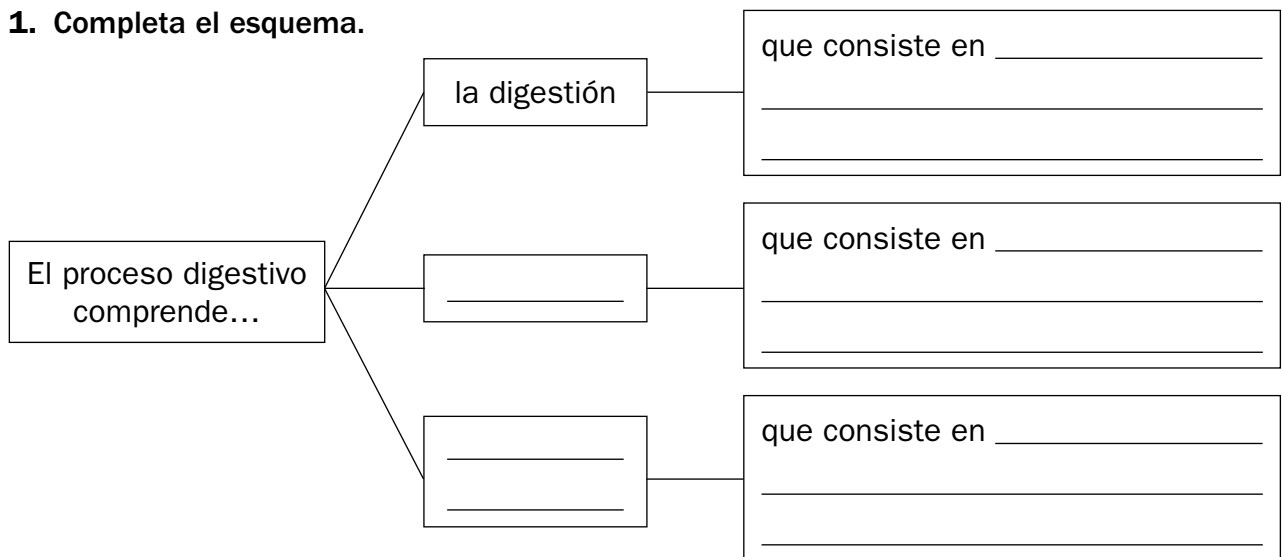 1. Completa el esquema.
El proceso digestivo
comprende…
la digestión
que consiste en
que consiste en
que consiste en